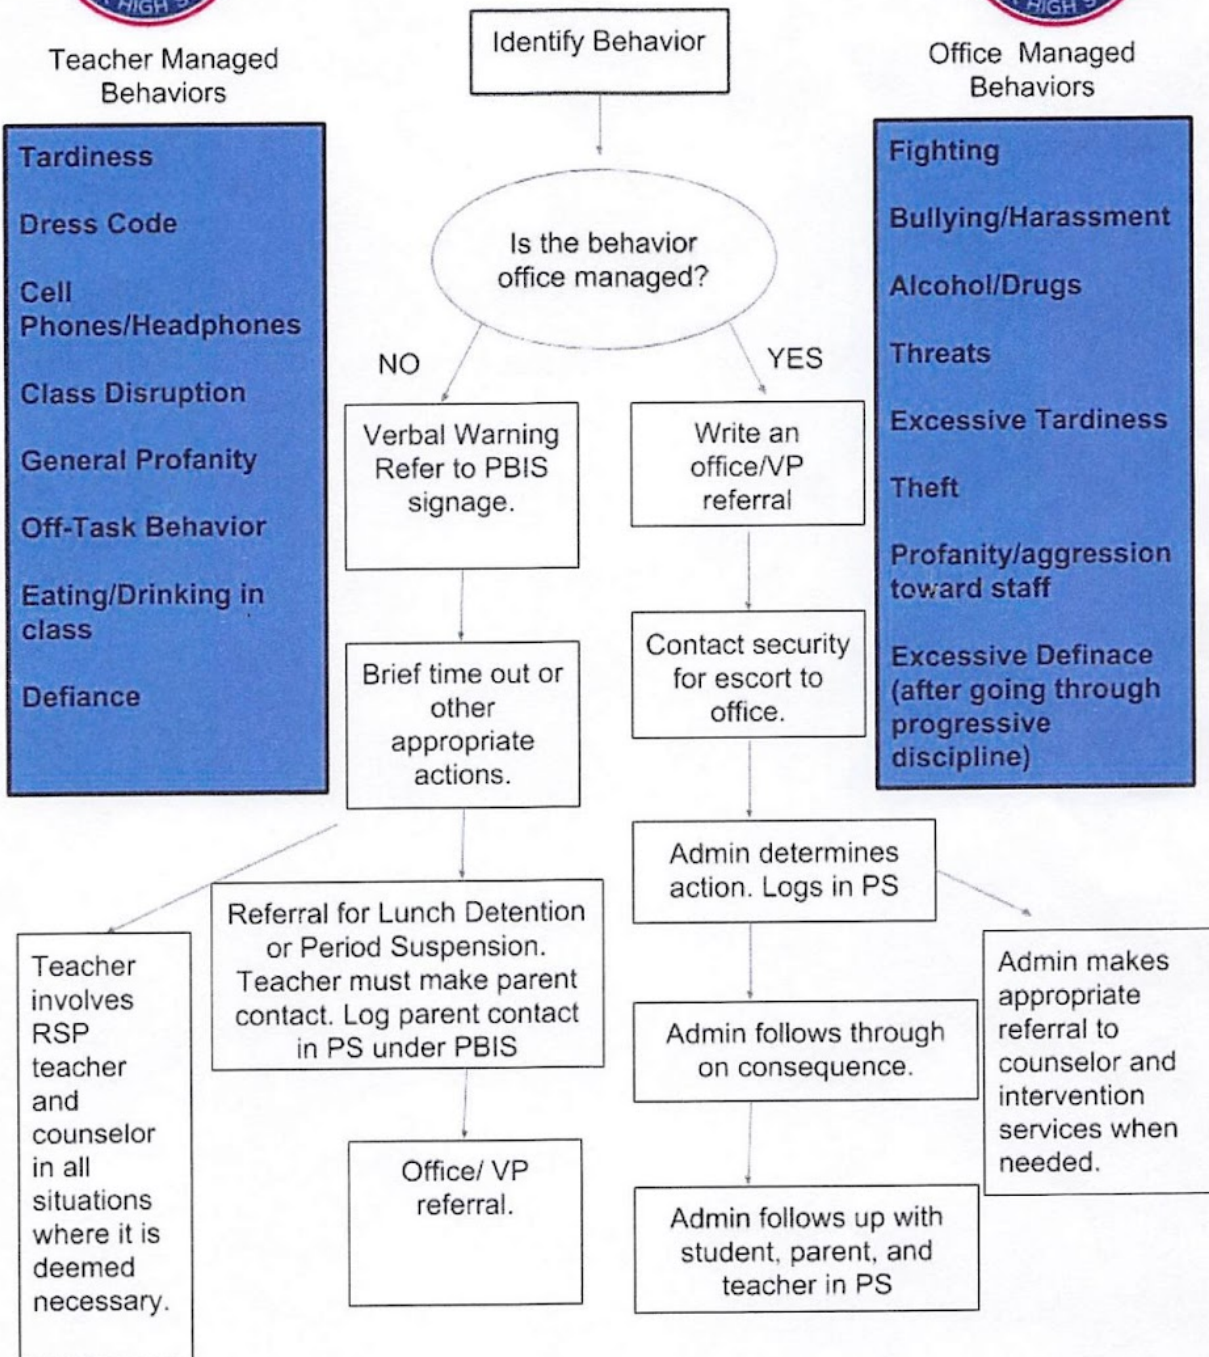 HIGH S
HIGH S
Teacher Managed
Behaviors
Tardiness
Dress Code
Cell
Phones/Headphones
Class Disruption
General Profanity
Off-Task Behavior
Eating/Drinking in
class
Defiance
Identify Behavior
Is the behavior
office managed?
NO
YES
Verbal Warning
Refer to PBIS
signage.
Brief time out or
other
appropriate
actions.
Referral for Lunch Detention
or Period Suspension.
Teacher must make parent
contact. Log parent contact
in PS under PBIS
Teacher
involves
RSP
teacher
and
counselor
in all
situations
where it is
deemed
necessary.
Office/ VP
referral.
Write an
office/VP
referral
Contact security
for escort to
office.
Admin determines
action. Logs in PS
Admin follows through
on consequence.
Admin follows up with
student, parent, and
teacher in PS
Admin makes
appropriate
referral to
counselor and
intervention
services when
needed.
Office Managed
Behaviors
Fighting
Bullying/Harassment
Alcohol/Drugs
Threats
Excessive Tardiness
Theft
Profanity/aggression
toward staff
Excessive Definace
(after going through
progressive
discipline)